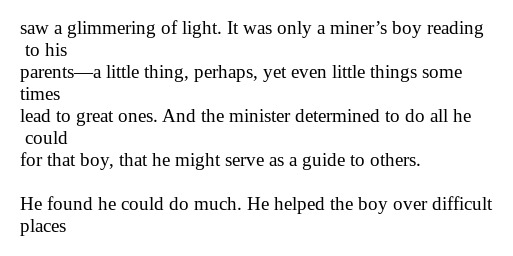 saw a glimmering of light. It was only a miner’s boy reading
to his
parents—a little thing, perhaps, yet even little things some
times
lead to great ones. And the minister determined to do all he
could
for that boy, that he might serve as a guide to others.

He found he could do much. He helped the boy over difficult
places